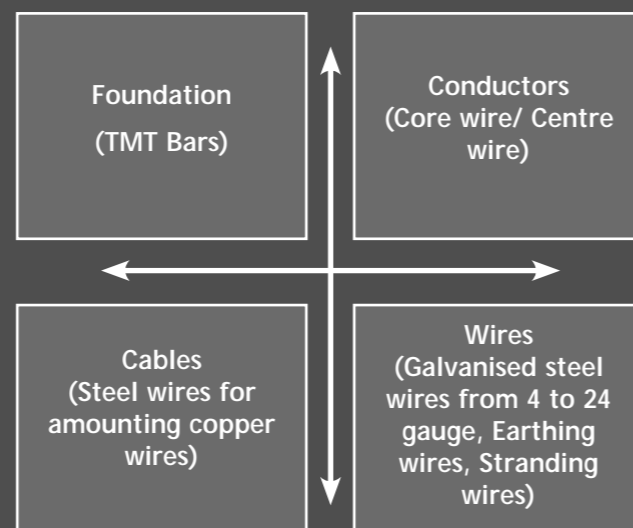 Foundation
(TMT Bars)
Conductors
(Core wire/ Centre
wire)
Cables
(Steel wires for
amounting copper
wires)
Wires
(Galvanised steel
wires from 4 to 24
gauge, Earthing
wires, Stranding
wires)